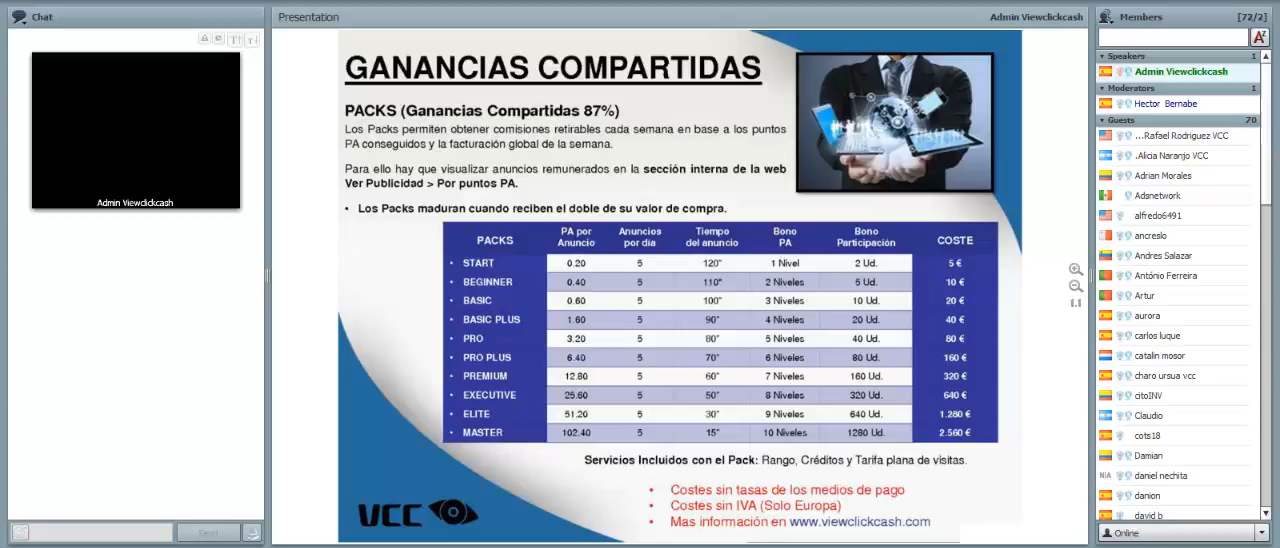 Chat
Presentation
Admin Viewclickcash
Members
[72/2]
Admin Viewclickcash
GANANCIAS COMPARTIDAS
PACKS (Ganancias Compartidas 87%)
Los Packs permiten obtener comisiones retirables cada semana en base a los puntos
PA conseguidos y la facturación global de la semana.
Para ello hay que visualizar anuncios remunerados en la sección interna de la web
Ver Publicidad > Por puntos PA.
• Los Packs maduran cuando reciben el doble de su valor de compra.
PACKS PA por Anuncio Anuncios por día Tiempo del anuncio Bono PA Bono Participación COSTE
• START 0.20 5 120" 1 Nivel 2 Ud. 5 €
• BEGINNER 0.40 5 110" 2 Niveles 5 Ud. 10 €
• BASIC 0.60 5 100" 3 Niveles 10 Ud. 20 €
• BASIC PLUS 1.60 5 90" 4 Niveles 20 Ud. 40 €
• PRO 3.20 5 80" 5 Niveles 40 Ud. 80 €
• PRO PLUS 6.40 5 70" 6 Niveles 80 Ud. 160 €
• PREMIUM 12.80 5 60" 7 Niveles 160 Ud. 320 €
• EXECUTIVE 25.60 5 50" 8 Niveles 320 Ud. 640 €
• ELITE 51.20 5 30" 9 Niveles 640 Ud. 1.280 €
• MASTER 102.40 5 15" 10 Niveles 1280 Ud. 2.560 €
Servicios Incluidos con el Pack: Rango, Créditos y Tarifa plana de visitas.
• Costes sin tasas de los medios de pago
• Costes sin IVA (Solo Europa)
• Mas información en www.viewclickcash.com
VCC
1:1
Speakers 1
Admin Viewclickcash
Moderators 1
Hector Bernabe
Guests 70
...Rafael Rodriguez VCC
.Alicia Naranjo VCC
Adrian Morales
Adsnetwork
alfredo6491
ancreslo
Andres Salazar
António Ferreira
Artur
aurora
carlos luque
catalin mosor
charo ursua vcc
citoINV
Claudio
cots18
Damian
N/A daniel nechita
danion
david b
Send
Online